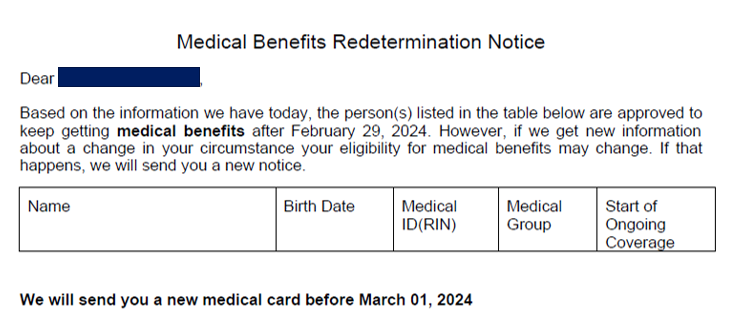 Medical Benefits Redetermination Notice
Dear ,
Based on the information we have today, the person(s) listed in the table below are approved to
keep getting medical benefits after February 29, 2024. However, if we get new information
about a change in your circumstance your eligibility for medical benefits may change. If that
happens, we will send you a new notice.
Name Birth Date Medical Medical Start of
ID(RIN) Group Ongoing
Coverage
We will send you a new medical card before March 01, 2024